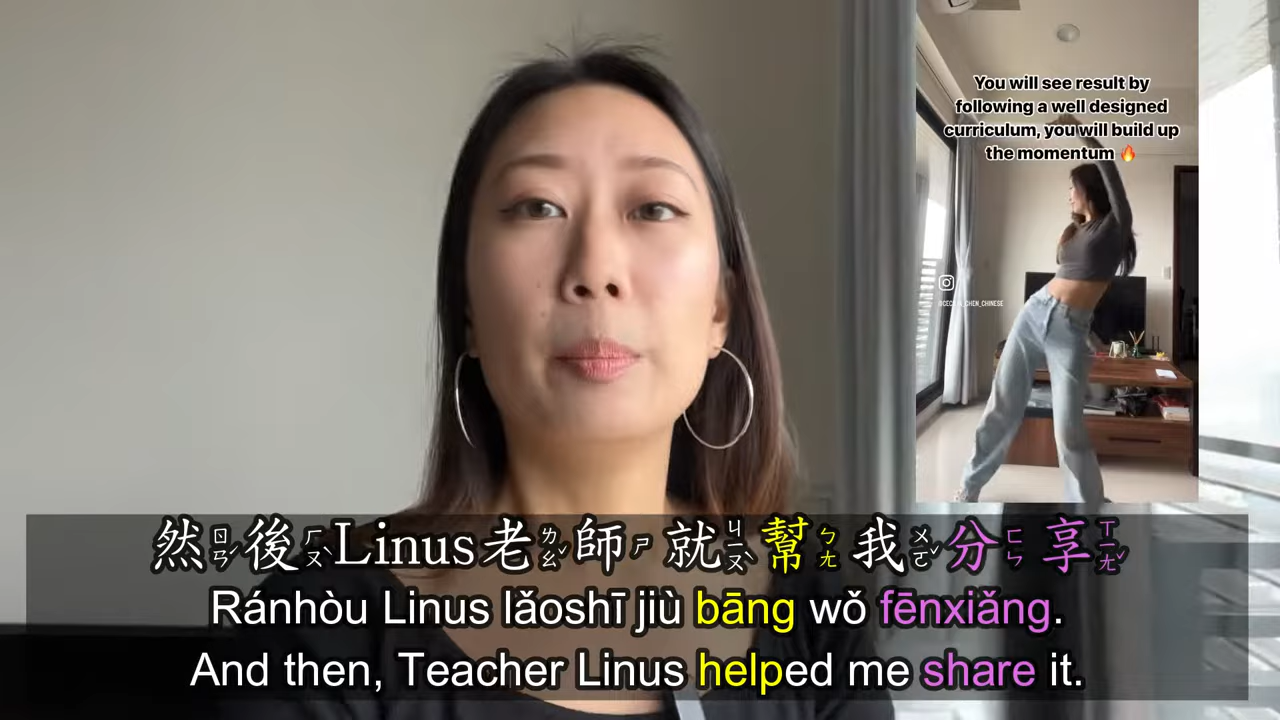 You will see result by
following a well designed
curriculum, you will build up
the momentum 🔥
然ㄖㄢˊ後ㄏㄡˋLinus老ㄌㄠˇ師ㄕ就ㄐㄧㄡˋ幫ㄅㄤ我ㄨㄛˇ分ㄈㄣ享ㄒㄧㄤˇ
Ránhòu Linus lǎoshī jiù bāng wǒ fēnxiǎng.
And then, Teacher Linus helped me share it.